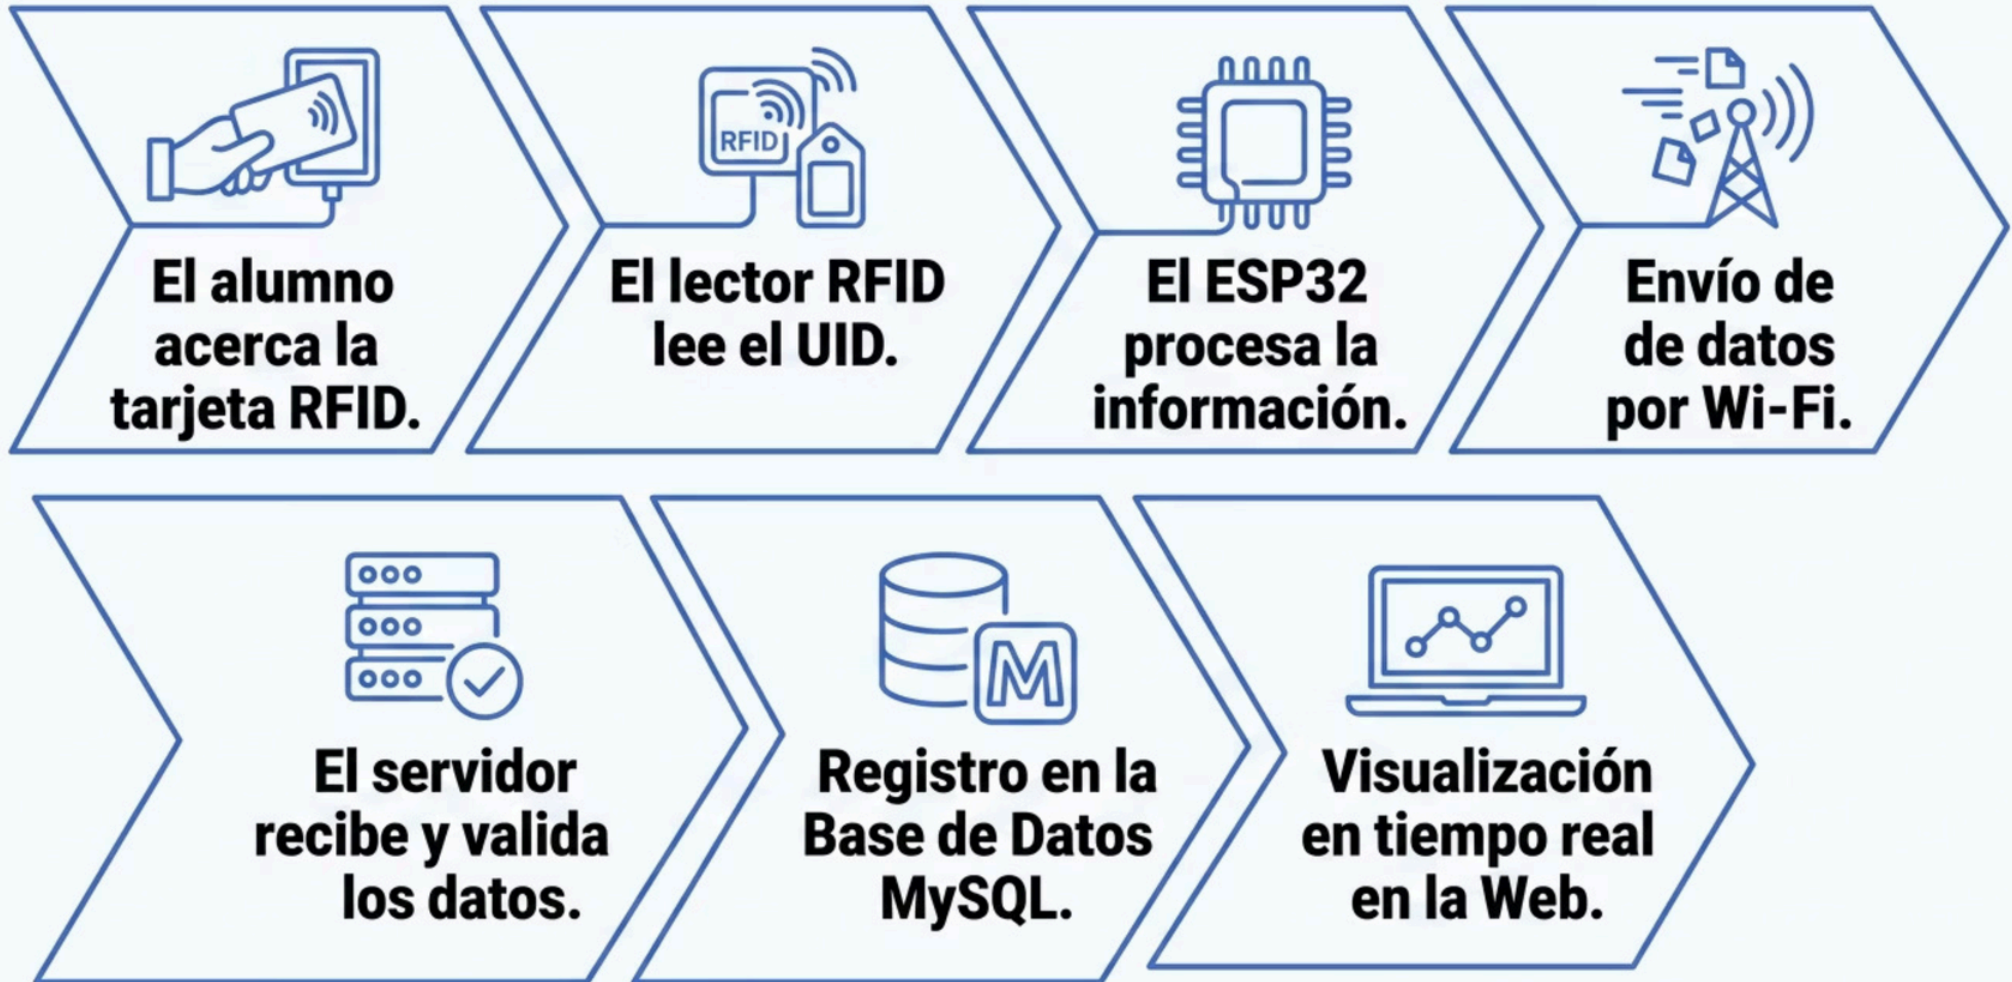 RFID
El alumno
acerca la
tarjeta RFID.
El lector RFID
lee el UID.
El ESP32
procesa la
información.
Envío de
de datos
por Wi-Fi.
El servidor
recibe y valida
los datos.
M
Registro en la
Base de Datos
MySQL.
Visualización
en tiempo real
en la Web.